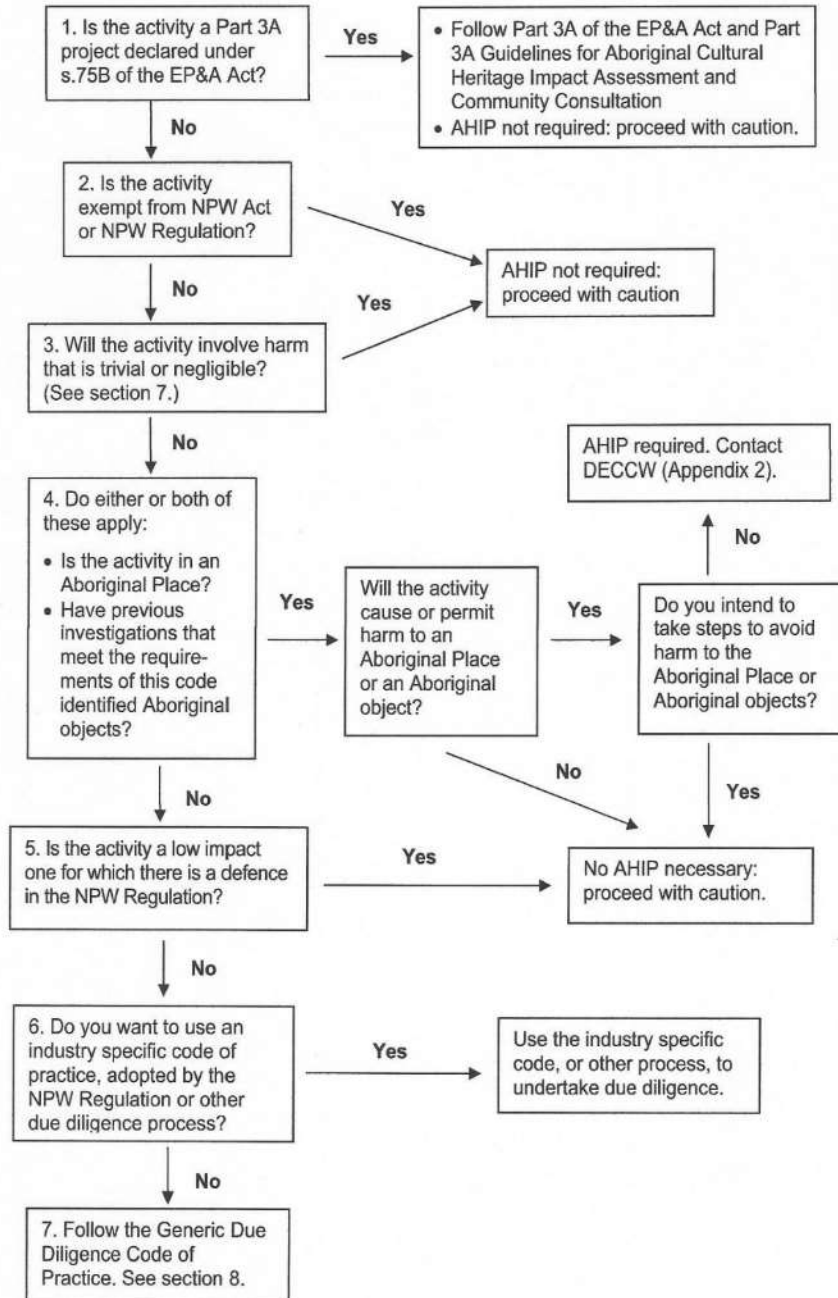 1. Is the activity a Part 3A
project declared under
s.75B of the EP&A Act?
Yes
• Follow Part 3A of the EP&A Act and Part
3A Guidelines for Aboriginal Cultural
Heritage Impact Assessment and
Community Consultation
• AHIP not required: proceed with caution.
No
2. Is the activity
exempt from NPW Act
or NPW Regulation?
Yes
AHIP not required:
proceed with caution
No
Yes
3. Will the activity involve harm
that is trivial or negligible?
(See section 7.)
No
4. Do either or both of
these apply:
• Is the activity in an
Aboriginal Place?
• Have previous
investigations that
meet the require-
ments of this code
identified Aboriginal
objects?
Yes
Will the activity
cause or permit
harm to an
Aboriginal Place
or an Aboriginal
object?
Yes
Do you intend to
take steps to avoid
harm to the
Aboriginal Place or
Aboriginal objects?
No
AHIP required. Contact
DECCW (Appendix 2).
No
Yes
No AHIP necessary:
proceed with caution.
No
5. Is the activity a low impact
one for which there is a defence
in the NPW Regulation?
Yes
No
6. Do you want to use an
industry specific code of
practice, adopted by the
NPW Regulation or other
due diligence process?
Yes
Use the industry specific
code, or other process, to
undertake due diligence.
No
7. Follow the Generic Due
Diligence Code of
Practice. See section 8.